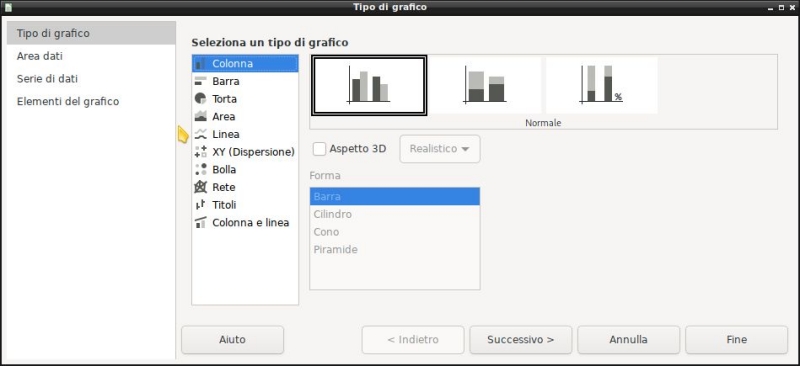 Tipo di grafico
Tipo di grafico
Area dati
Serie di dati
Elementi del grafico
Seleziona un tipo di grafico
Colonna
Barra
Torta
Area
Linea
XY (Dispersione)
Bolla
Rete
Titoli
Colonna e linea
%
Normale
Aspetto 3D
Realistico
Forma
Barra
Cilindro
Cono
Piramide
Aiuto
< Indietro
Successivo >
Annulla
Fine